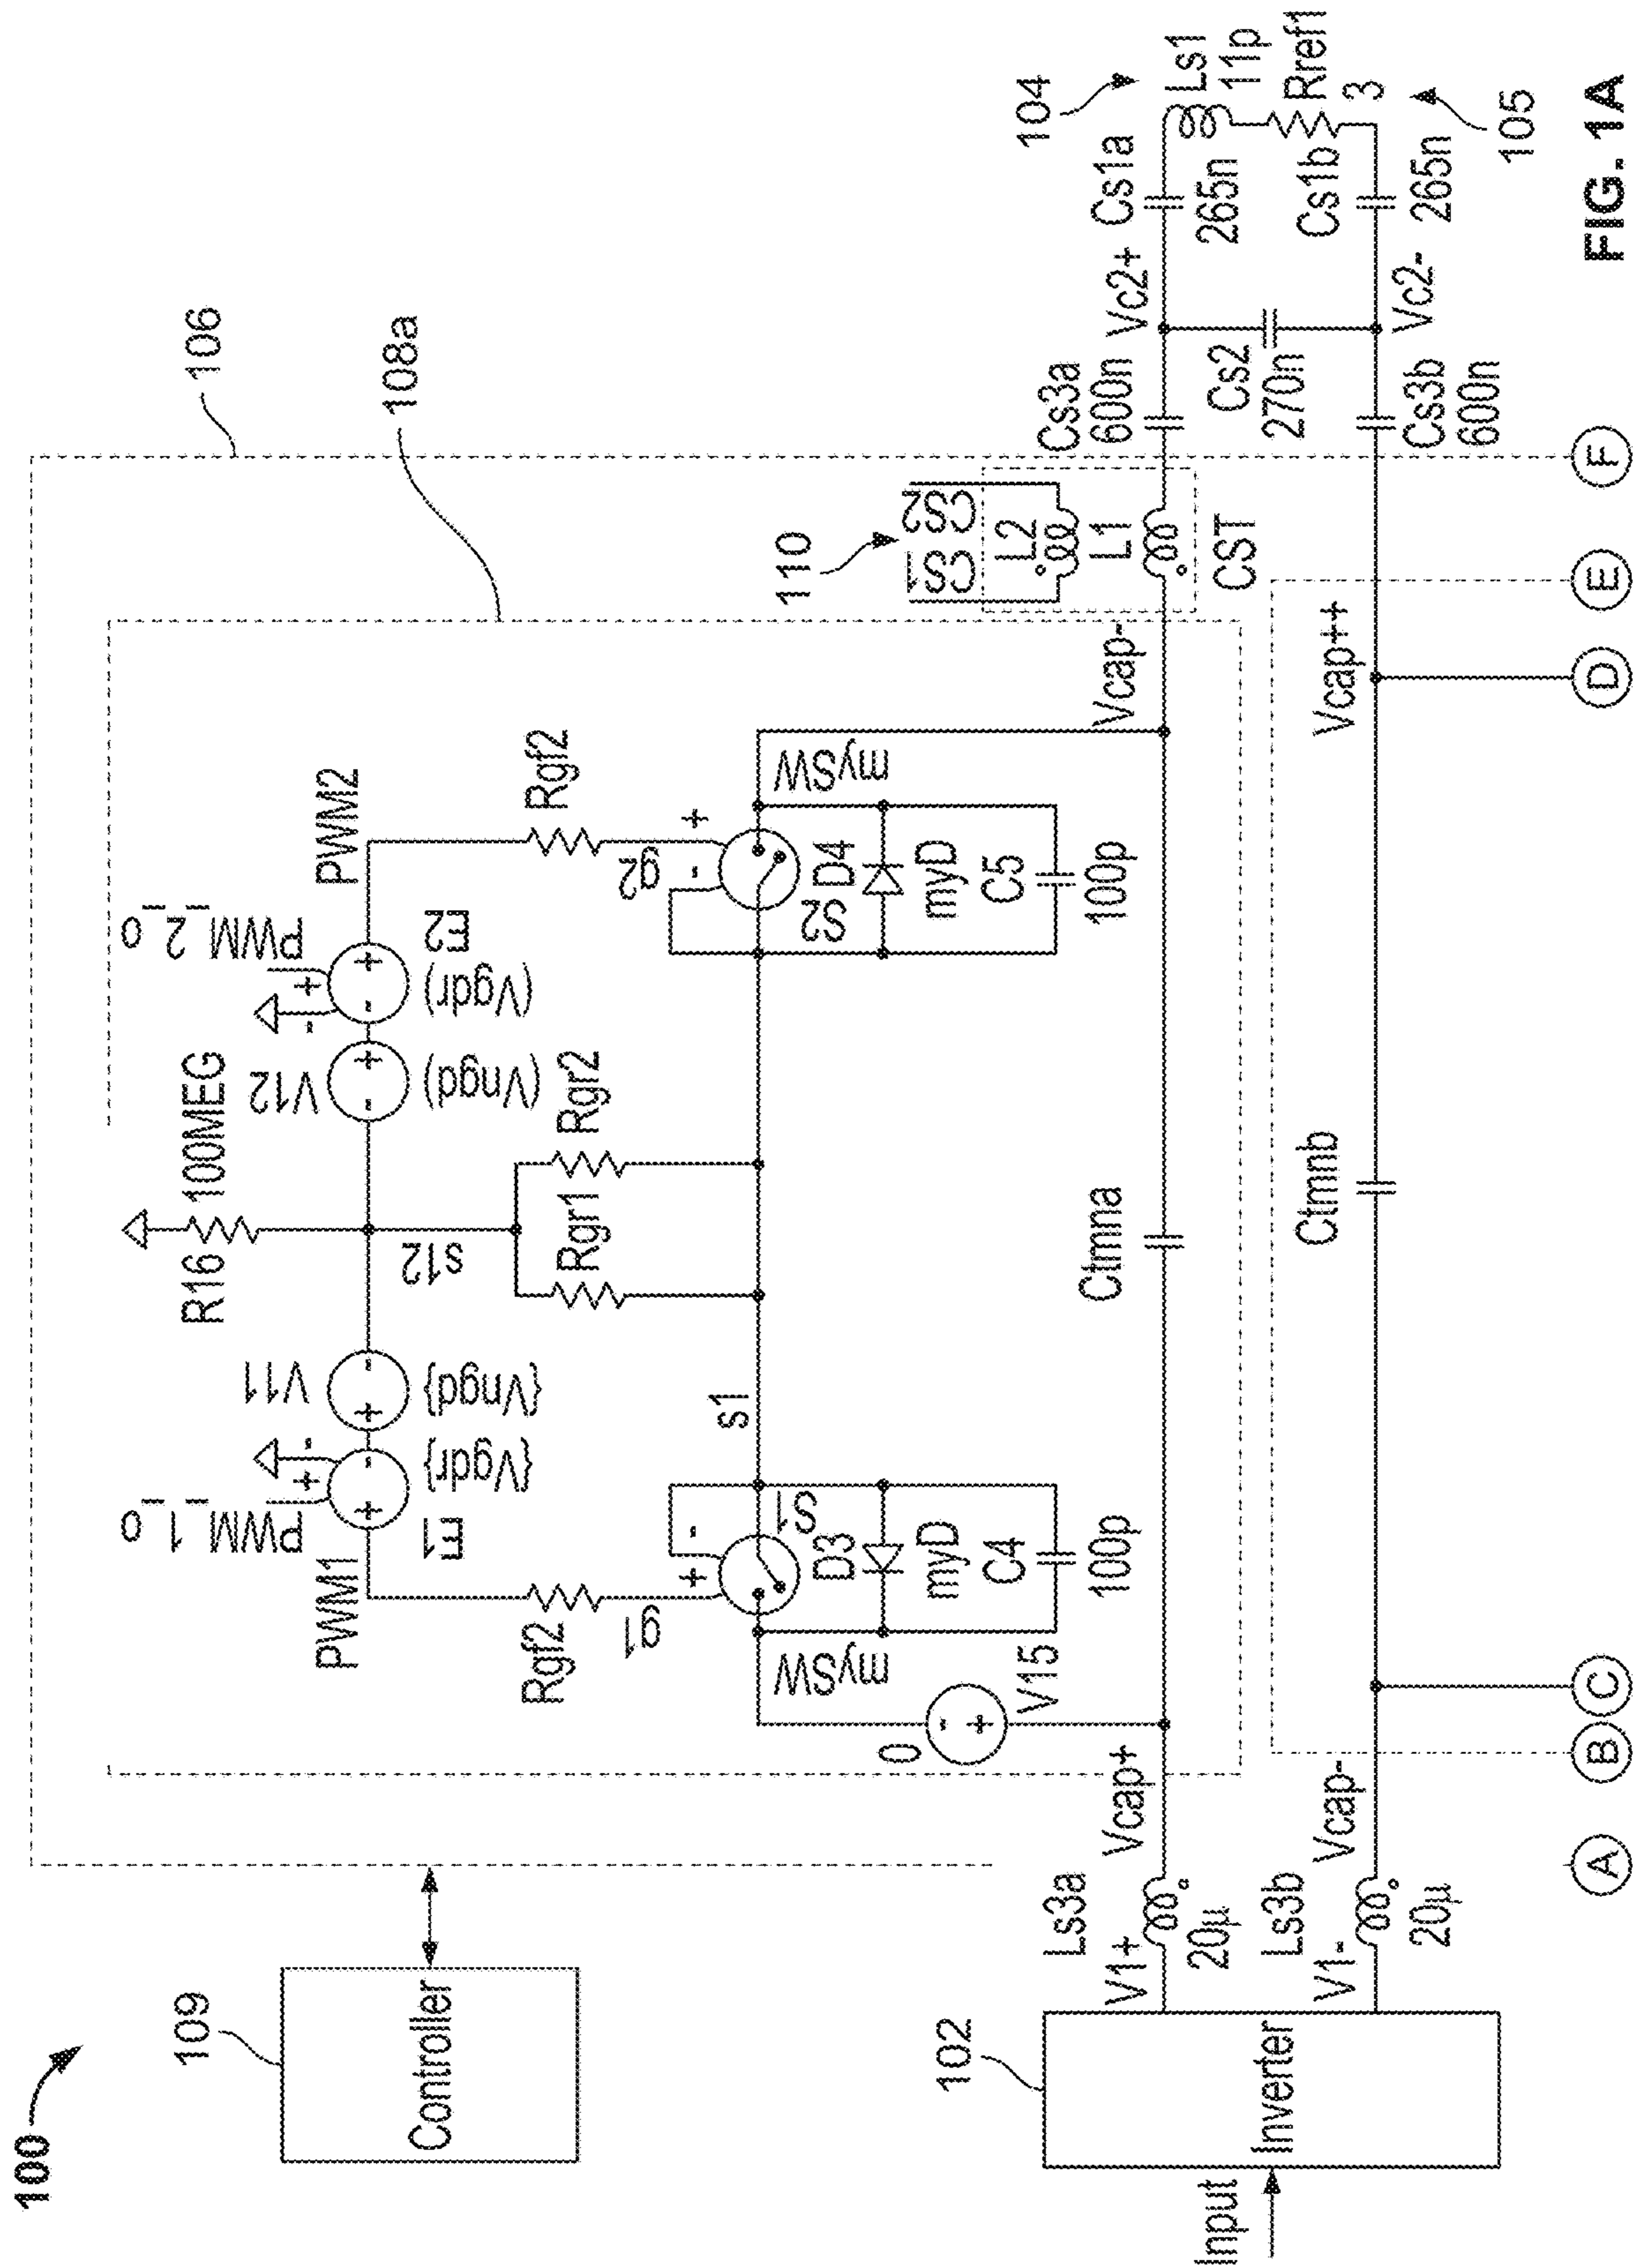 100
109
Controller
106
108a
R16
100MEG
PWM_1_o
PWM_2_o
PWM1
E1
{Vgdr}
V11
{Vngd}
V12
(Vngd)
E2
(Vgdr)
PWM2
s12
Rgr1
Rgr2
Rgf2
Rgf2
g1
g2
+
-
-
+
s1
mySW
S1
S2
mySW
D3
myD
D4
myD
C4
100p
C5
100p
0
V15
110
CS1
CS2
L2
L1
CST
102
Input
Inverter
V1+
Ls3a
20µ
Vcap+
Ctmna
Vcap-
Cs3a
600n
Vc2+
Cs1a
265n
104
Ls1
11p
Rref1
3
105
Cs2
270n
V1-
Ls3b
20µ
Vcap-
Ctmnb
Vcap++
Cs3b
600n
Vc2-
Cs1b
265n
A
B
C
D
E
F
FIG. 1A